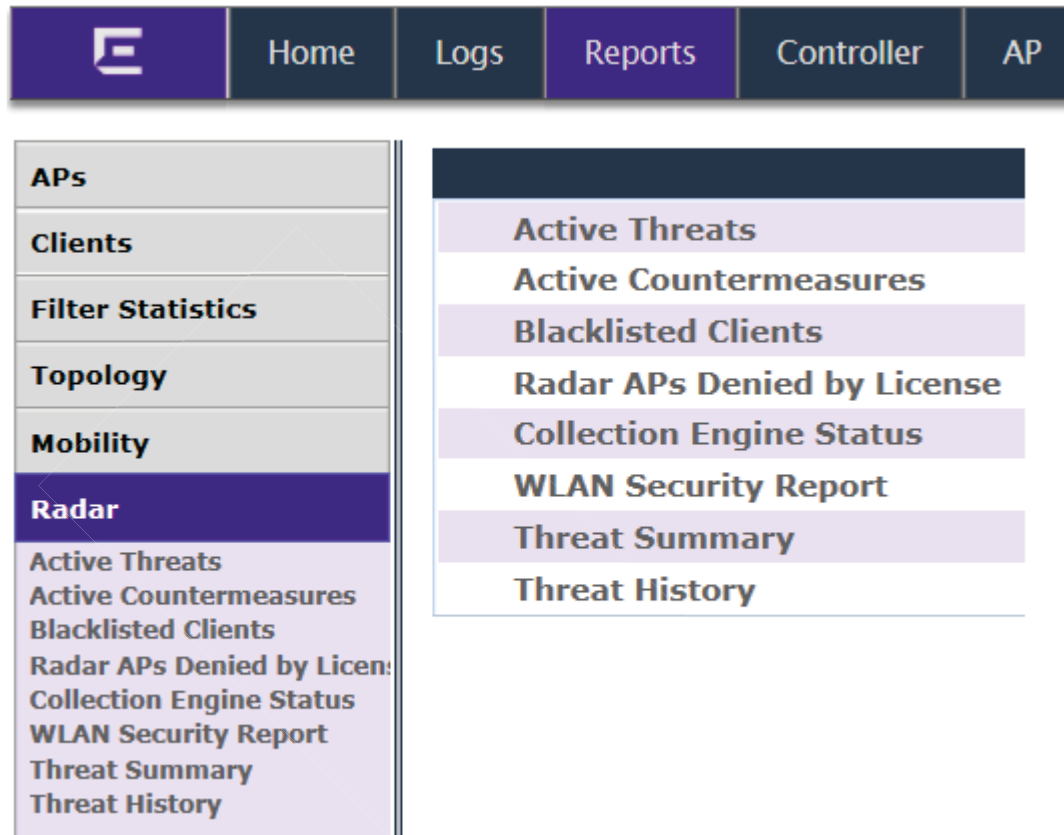 Home Logs Reports Controller AP
APs
Clients
Filter Statistics
Topology
Mobility
Radar
Active Threats
Active Countermeasures
Blacklisted Clients
Radar APs Denied by Licens
Collection Engine Status
WLAN Security Report
Threat Summary
Threat History
Active Threats
Active Countermeasures
Blacklisted Clients
Radar APs Denied by License
Collection Engine Status
WLAN Security Report
Threat Summary
Threat History